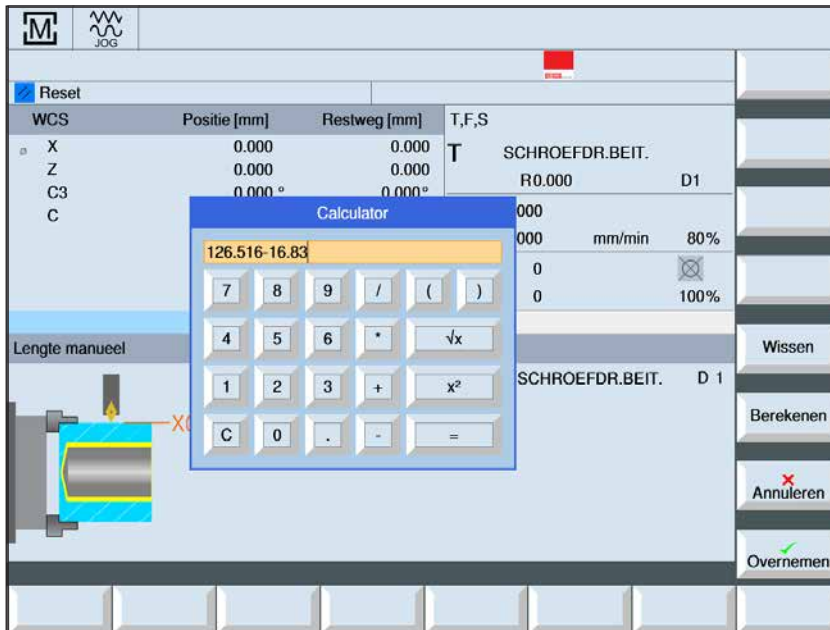 M
JOG
Reset
WCS Positie [mm] Restweg [mm] T,F,S
X 0.000 0.000 T SCHROEFDR.BEIT.
Z 0.000 0.000 R0.000 D1
C3 0.000 ° 0.000°
C 000
000 mm/min 80%
0
0 100%
Calculator
126.516-16.83
7 8 9 / ( )
4 5 6 * √x
1 2 3 + x²
C 0 . - =
Lengte manueel
SCHROEFDR.BEIT. D 1
Wissen
Berekenen
Annuleren
Overnemen